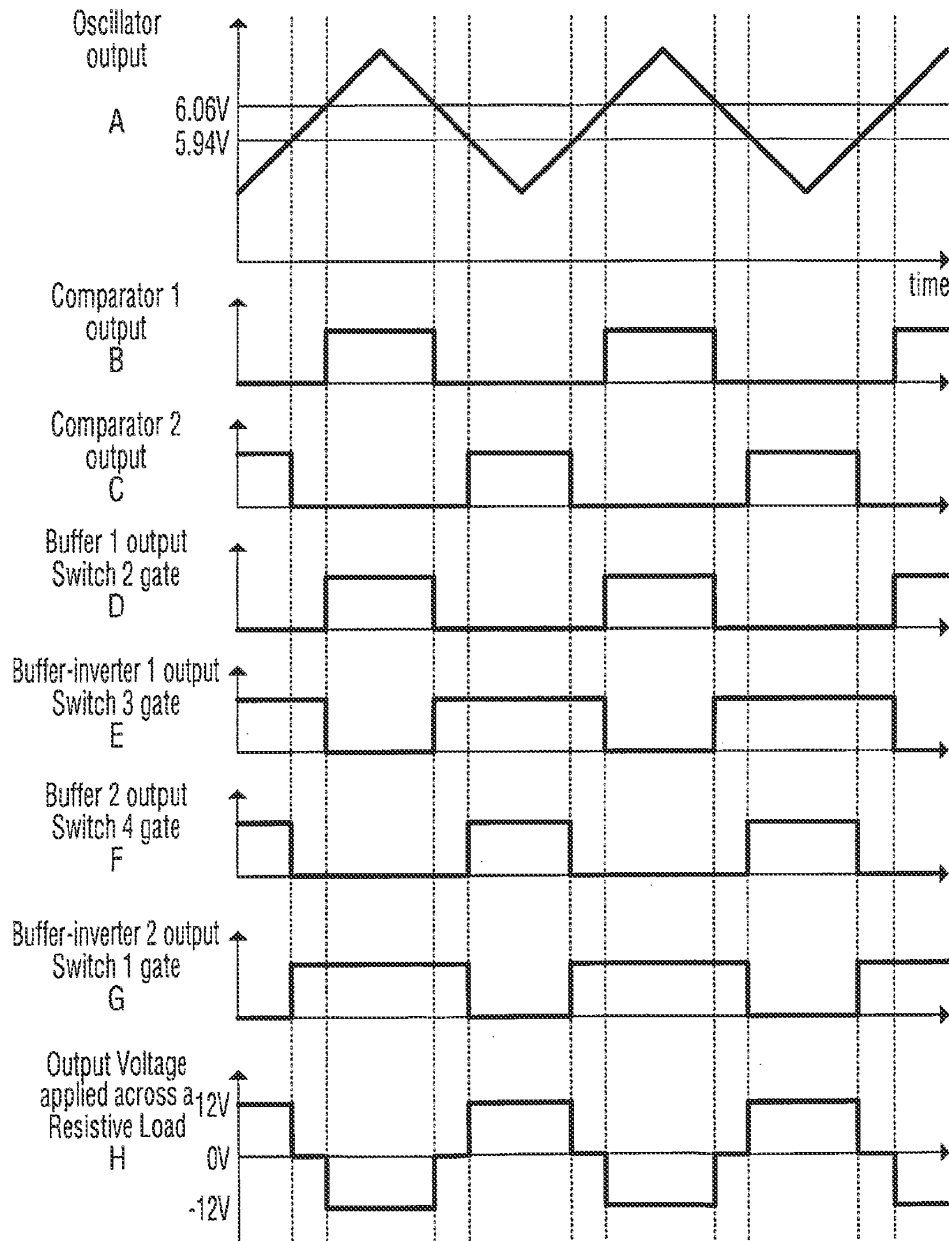 Oscillator
output
A
6.06V
5.94V
time
Comparator 1
output
B
Comparator 2
output
C
Buffer 1 output
Switch 2 gate
D
Buffer-inverter 1 output
Switch 3 gate
E
Buffer 2 output
Switch 4 gate
F
Buffer-inverter 2 output
Switch 1 gate
G
Output Voltage
applied across a
Resistive Load
H
12V
0V
-12V